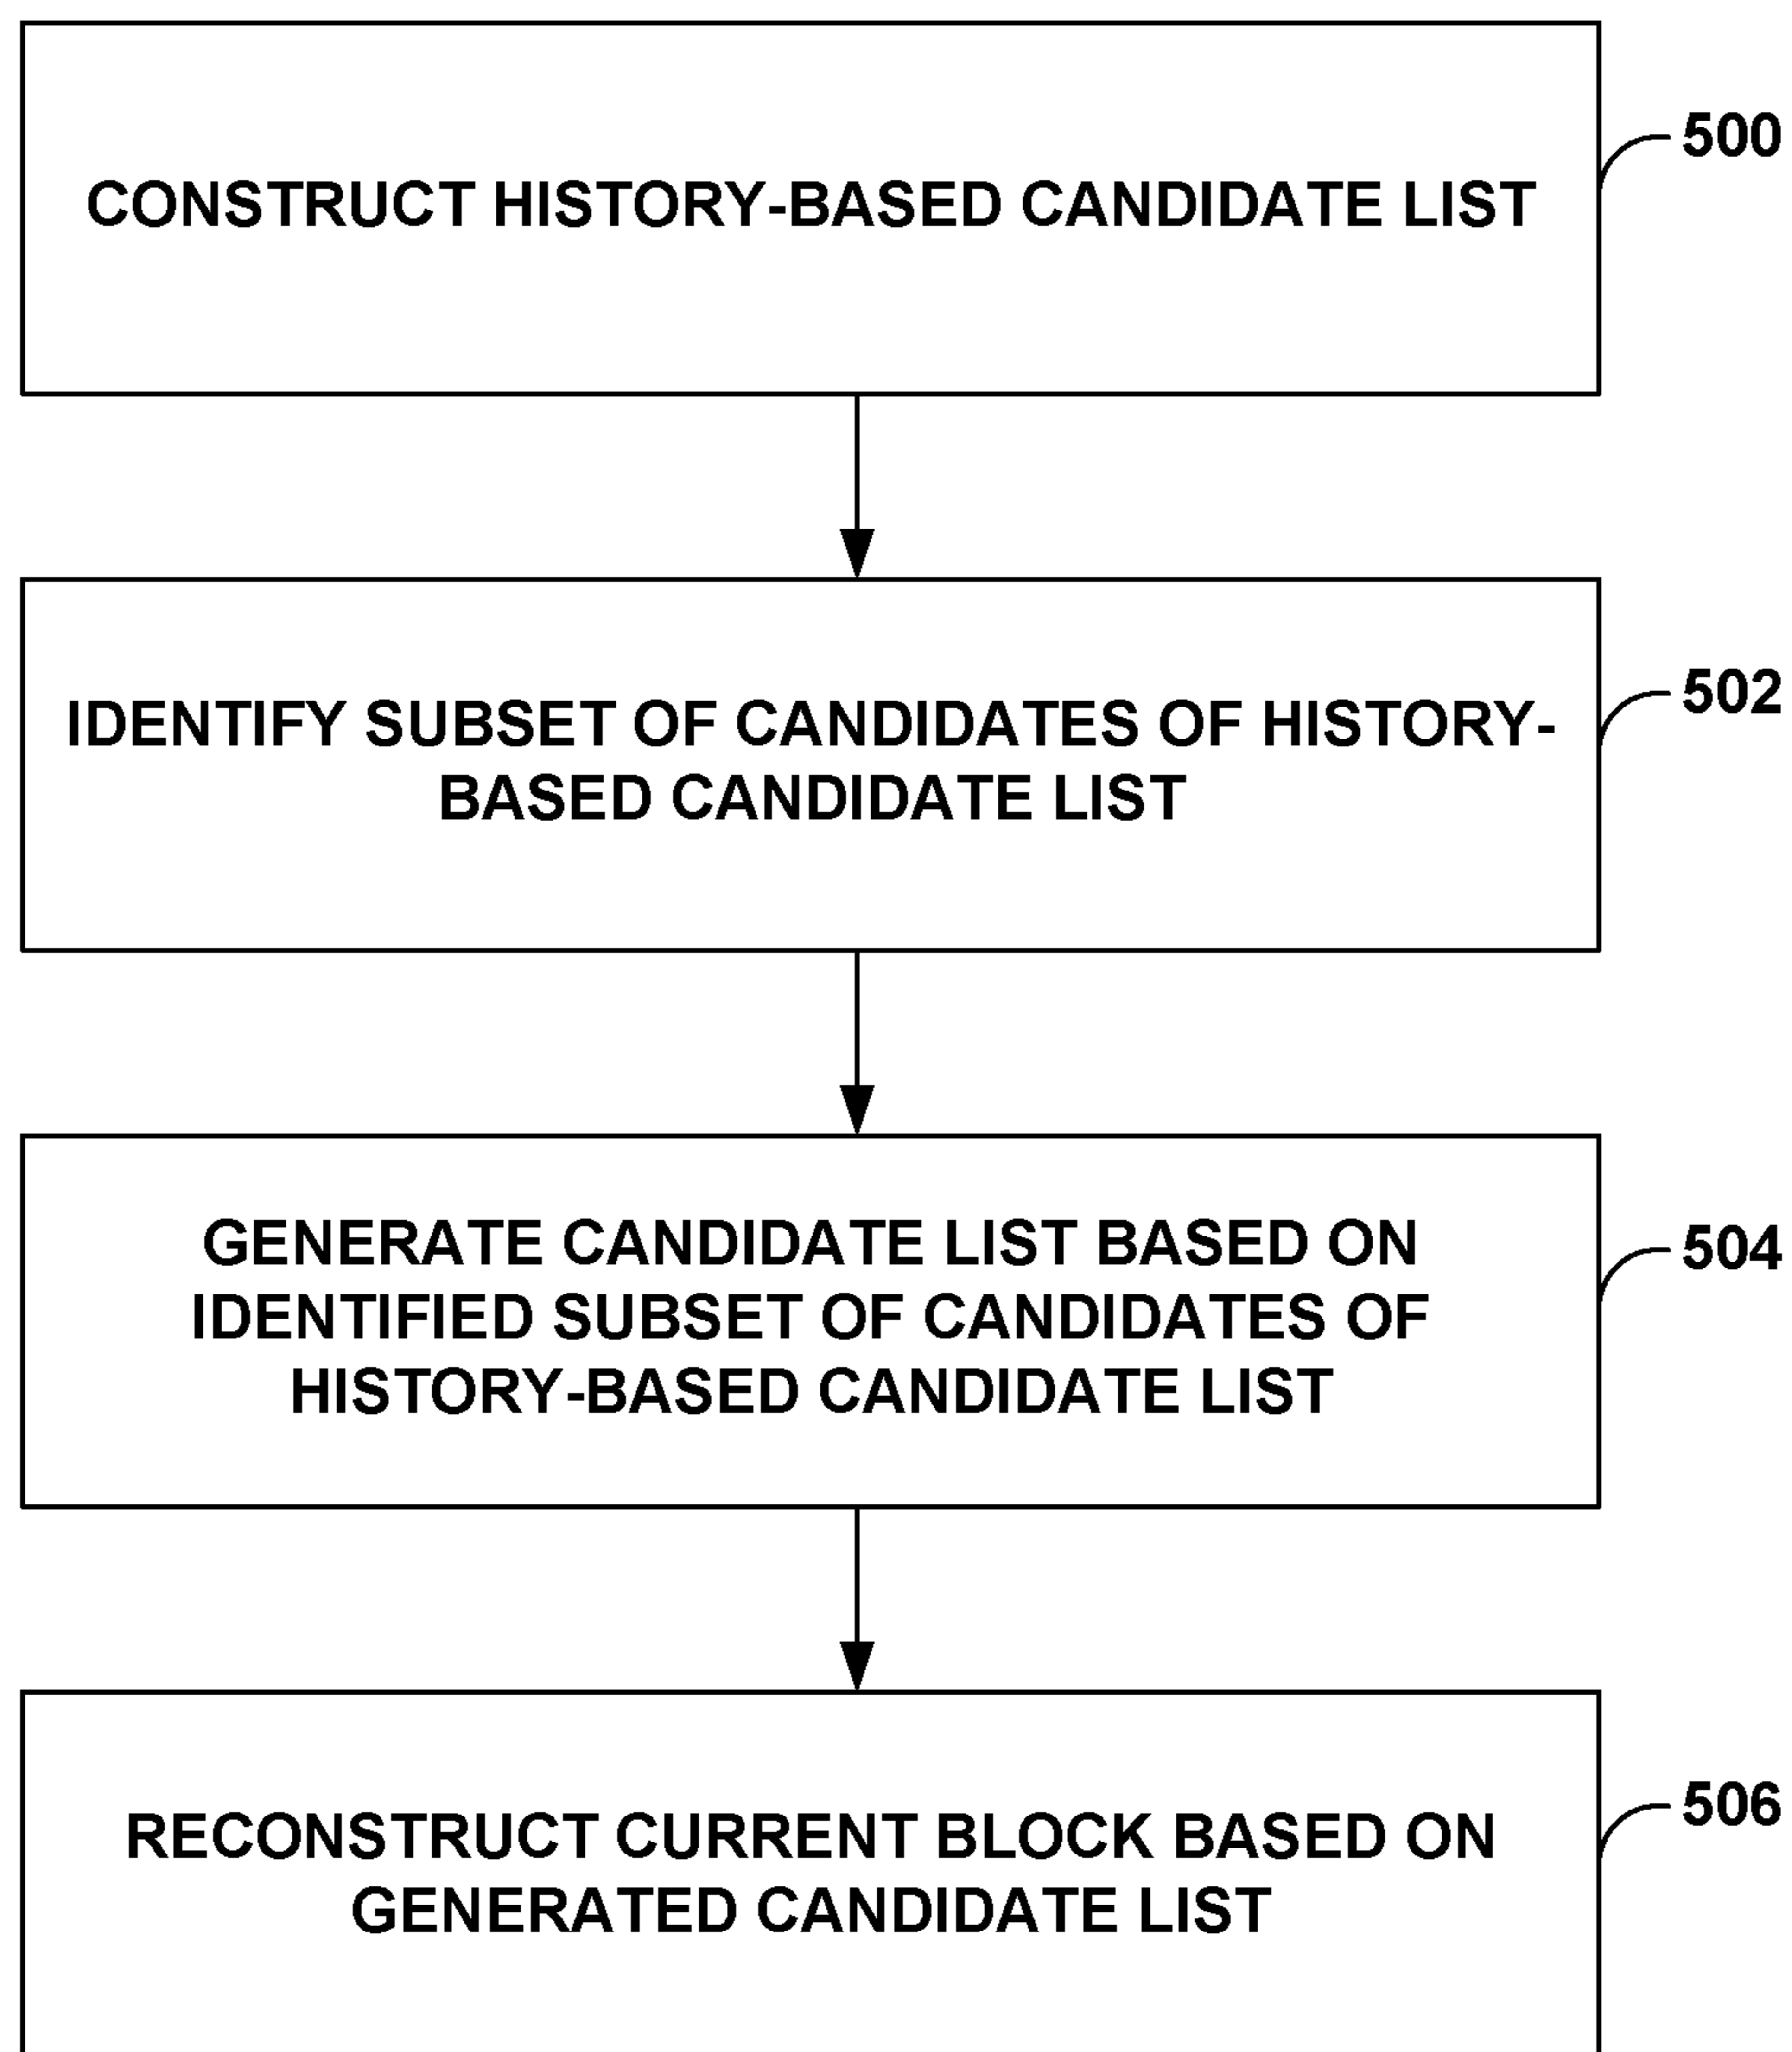 CONSTRUCT HISTORY-BASED CANDIDATE LIST
500
IDENTIFY SUBSET OF CANDIDATES OF HISTORY-
BASED CANDIDATE LIST
502
GENERATE CANDIDATE LIST BASED ON
IDENTIFIED SUBSET OF CANDIDATES OF
HISTORY-BASED CANDIDATE LIST
504
RECONSTRUCT CURRENT BLOCK BASED ON
GENERATED CANDIDATE LIST
506